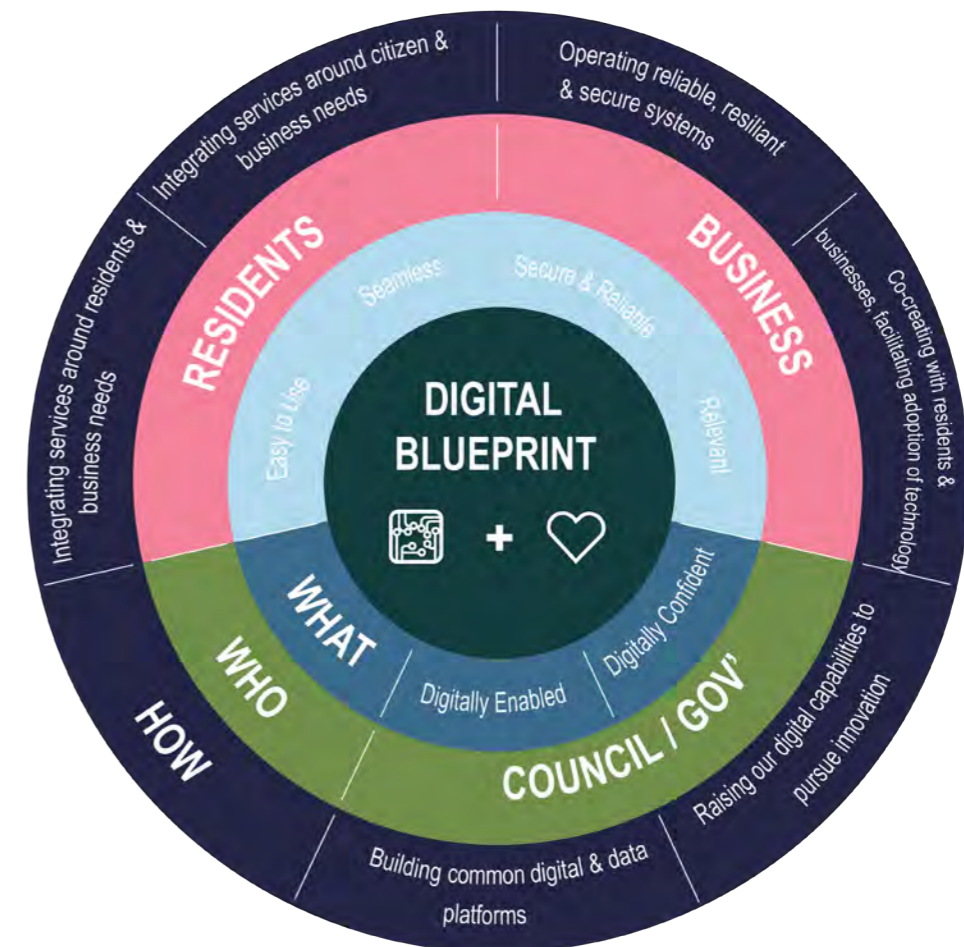 Integrating services around citizen &
business needs
Operating reliable, resiliant
& secure systems
Co-creating with residents &
businesses, facilitating adoption of technology
Raising our digital capabilities to
pursue innovation
Building common digital & data
platforms
HOW
Integrating services around residents &
business needs
RESIDENTS
BUSINESS
COUNCIL / GOV'
WHO
Easy to Use
Seamless
Secure & Reliable
Relevant
Digitally Confident
Digitally Enabled
WHAT
DIGITAL
BLUEPRINT
+